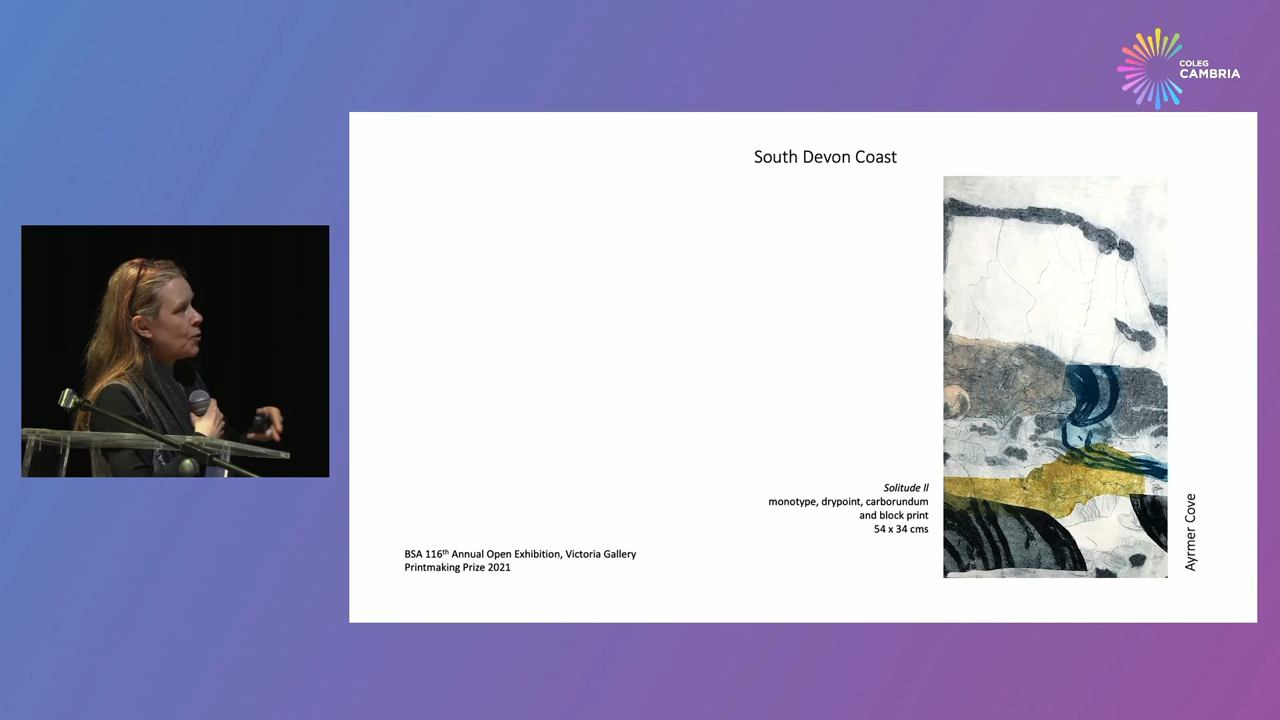 COLEG
CAMBRIA
South Devon Coast
Solitude ll
monotype, drypoint, carborundum
and block print
54 x 34 cms
Ayrmer Cove
BSA 116th Annual Open Exhibition, Victoria Gallery
Printmaking Prize 2021